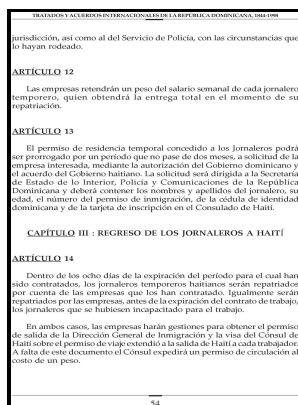 TRATADOS Y ACUERDOS INTERNACIONALES DE LA REPÚBLICA DOMINICANA, 1844-1998
jurisdicción, así como al del Servicio de Policía, con las circunstancias que
lo hayan rodeado.
ARTÍCULO 12
Las empresas retendrán un peso del salario semanal de cada jornalero
temporero, quien obtendrá la entrega total en el momento de su
repatriación.
ARTÍCULO 13
El permiso de residencia temporal concedido a los Jornaleros podrá
ser prorrogado por un período que no pase de dos meses, a solicitud de la
empresa interesada, mediante la autorización del Gobierno dominicano y
el acuerdo del Gobierno haitiano. La solicitud será dirigida a la Secretaría
de Estado de lo Interior, Policía y Comunicaciones de la República
Dominicana y deberá contener los nombres y apellidos del jornalero, su
edad, el número del permiso de inmigración, de la cédula de identidad
dominicana y de la tarjeta de inscripción en el Consulado de Haití.
CAPÍTULO III : REGRESO DE LOS JORNALEROS A HAITÍ
ARTÍCULO 14
Dentro de los ocho días de la expiración del período para el cual han
sido contratados, los jornaleros temporeros haitianos serán repatriados
por cuenta de las empresas que los han contratado. Igualmente serán
repatriados por las empresas, antes de la expiración del contrato de trabajo,
los jornaleros que se hubiesen incapacitado para el trabajo.
En ambos casos, las empresas harán gestiones para obtener el permiso
de salida de la Dirección General de Inmigración y la visa del Cónsul de
Haití sobre el permiso de viaje extendió a la salida de Haití a cada trabajador.
A falta de este documento el Cónsul expedirá un permiso de circulación al
costo de un peso.
54